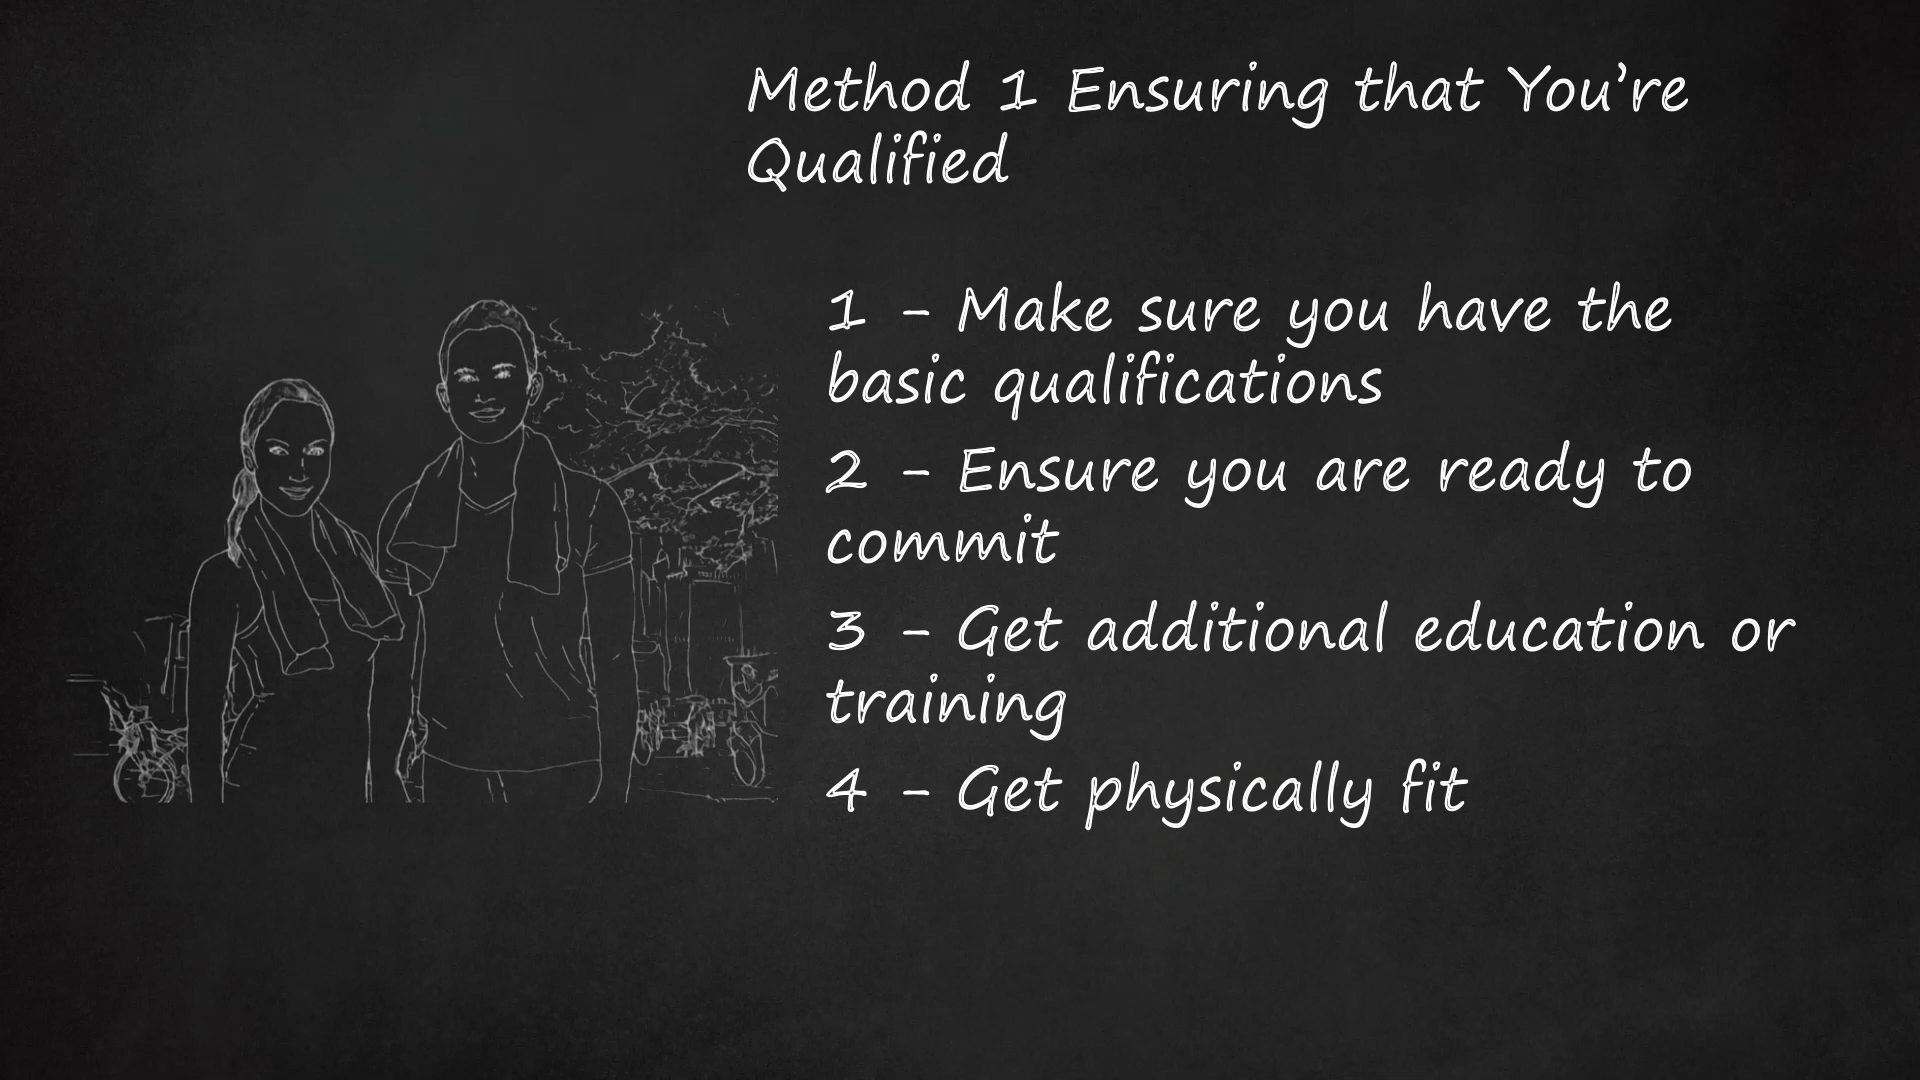 Method 1 Ensuring that You’re
Qualified
1 - Make sure you have the
basic qualifications
2 - Ensure you are ready to
commit
3 - Get additional education or
training
4 - Get physically fit